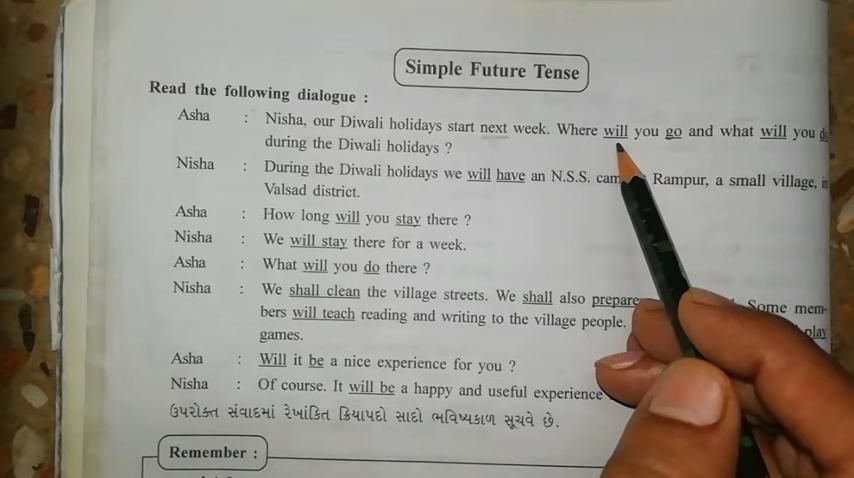 Simple Future Tense
Read the following dialogue :
Asha : Nisha, our Diwali holidays start next week. Where will you go and what will you
during the Diwali holidays ?
Nisha : During the Diwali holidays we will have an N.S.S. Rampur, a small village,
Valsad district.
Asha : How long will you stay there ?
Nisha : We will stay there for a week.
Asha : What will you do there ?
Nisha : We shall clean the village streets. We shall also prepare Some mem-
bers will teach reading and writing to the village people. play
games.
Asha : Will it be a nice experience for you ?
Nisha : Of course. It will be a happy and useful experience
ઉપરોક્ત સંવાદમાં રેખાંકિત ક્રિયાપદો સાદો ભવિષ્યકાળ સૂચવે છે.
Remember :